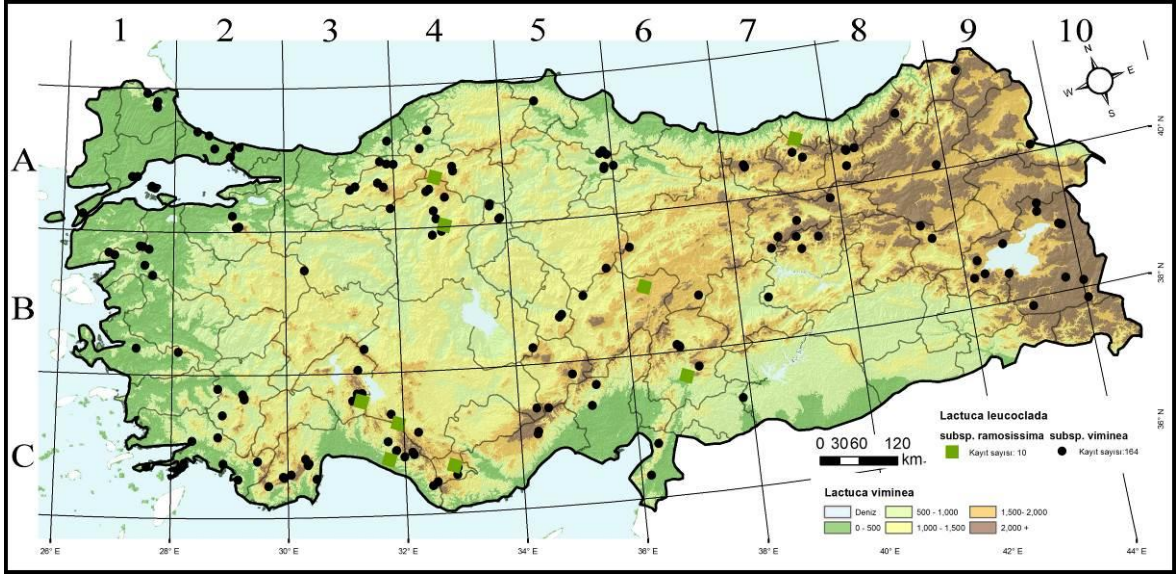 1 2 3 4 5 6 7 8 9 10
A
B
C
N
E
W
S
40° N
38° N
36° N
Lactuca leucoclada
subsp. ramosissima subsp. viminea
Kayıt sayısı: 10 Kayıt sayısı:164
0 30 60 120
km
Lactuca viminea
Deniz 500 - 1,000 1,500- 2,000
0 - 500 1,000 - 1,500 2,000 +
26° E 28° E 30° E 32° E 34° E 36° E 38° E 40° E 42° E 44° E